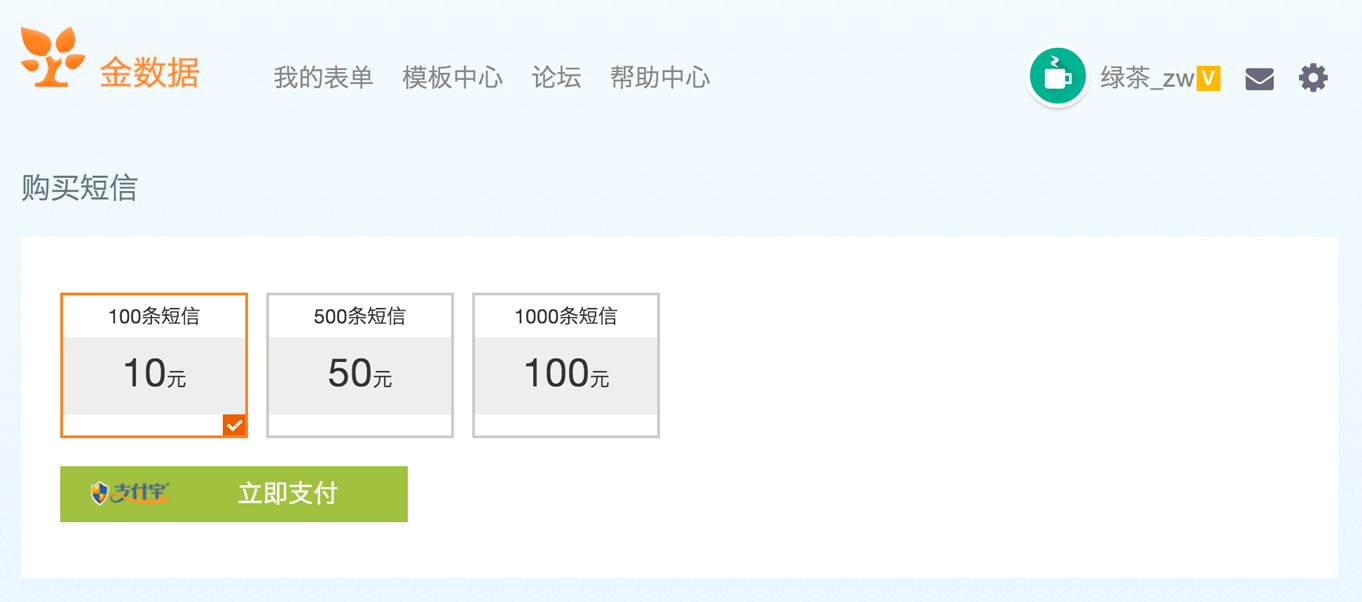 金数据 我的表单 模板中心 论坛 帮助中心 绿茶_zw V
购买短信
100条短信 500条短信 1000条短信
10元 50元 100元
支付宝 立即支付